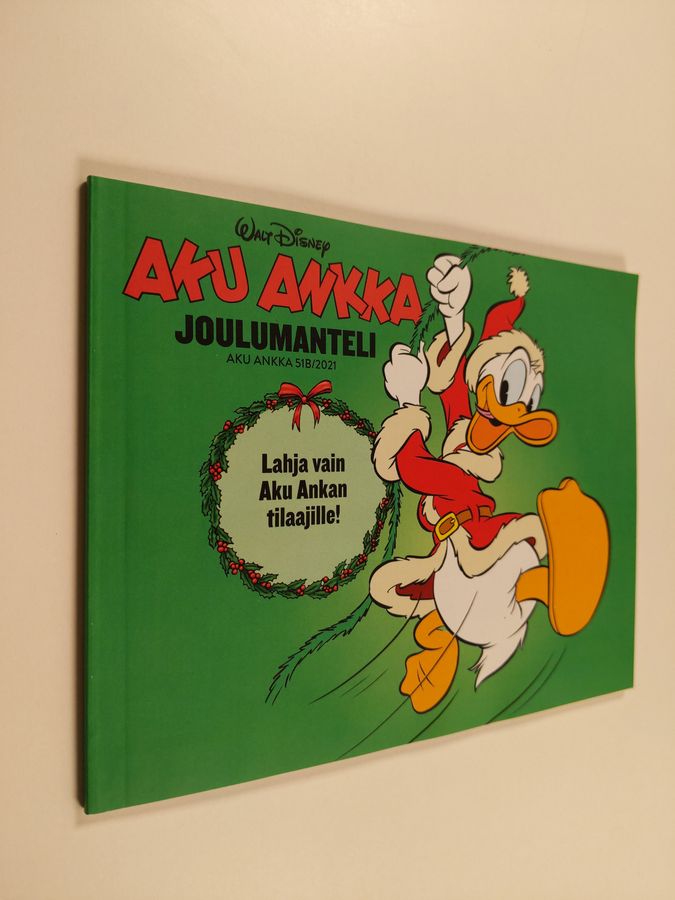 Walt Disney
AKU ANKKA
JOULUMANTELI
AKU ANKKA 51B/2021
Lahja vain
Aku Ankan
tilaajille!